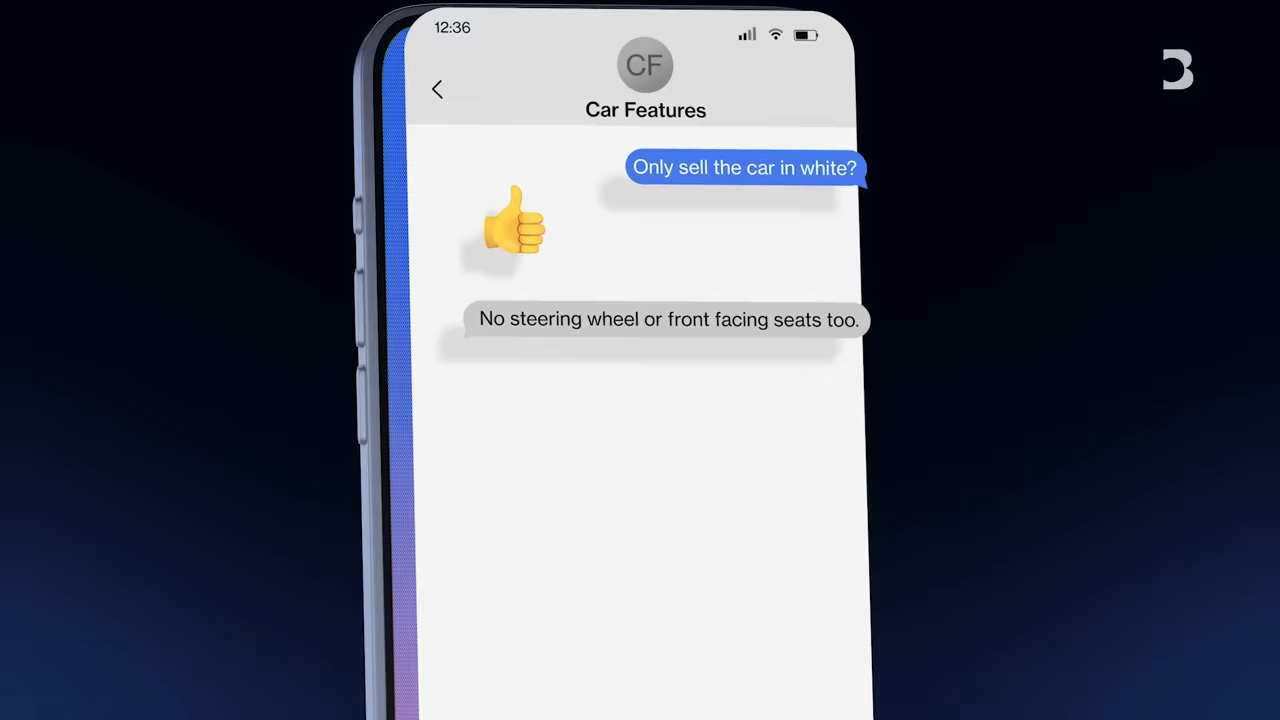 12:36
CF
Car Features
Only sell the car in white?
No steering wheel or front facing seats too.